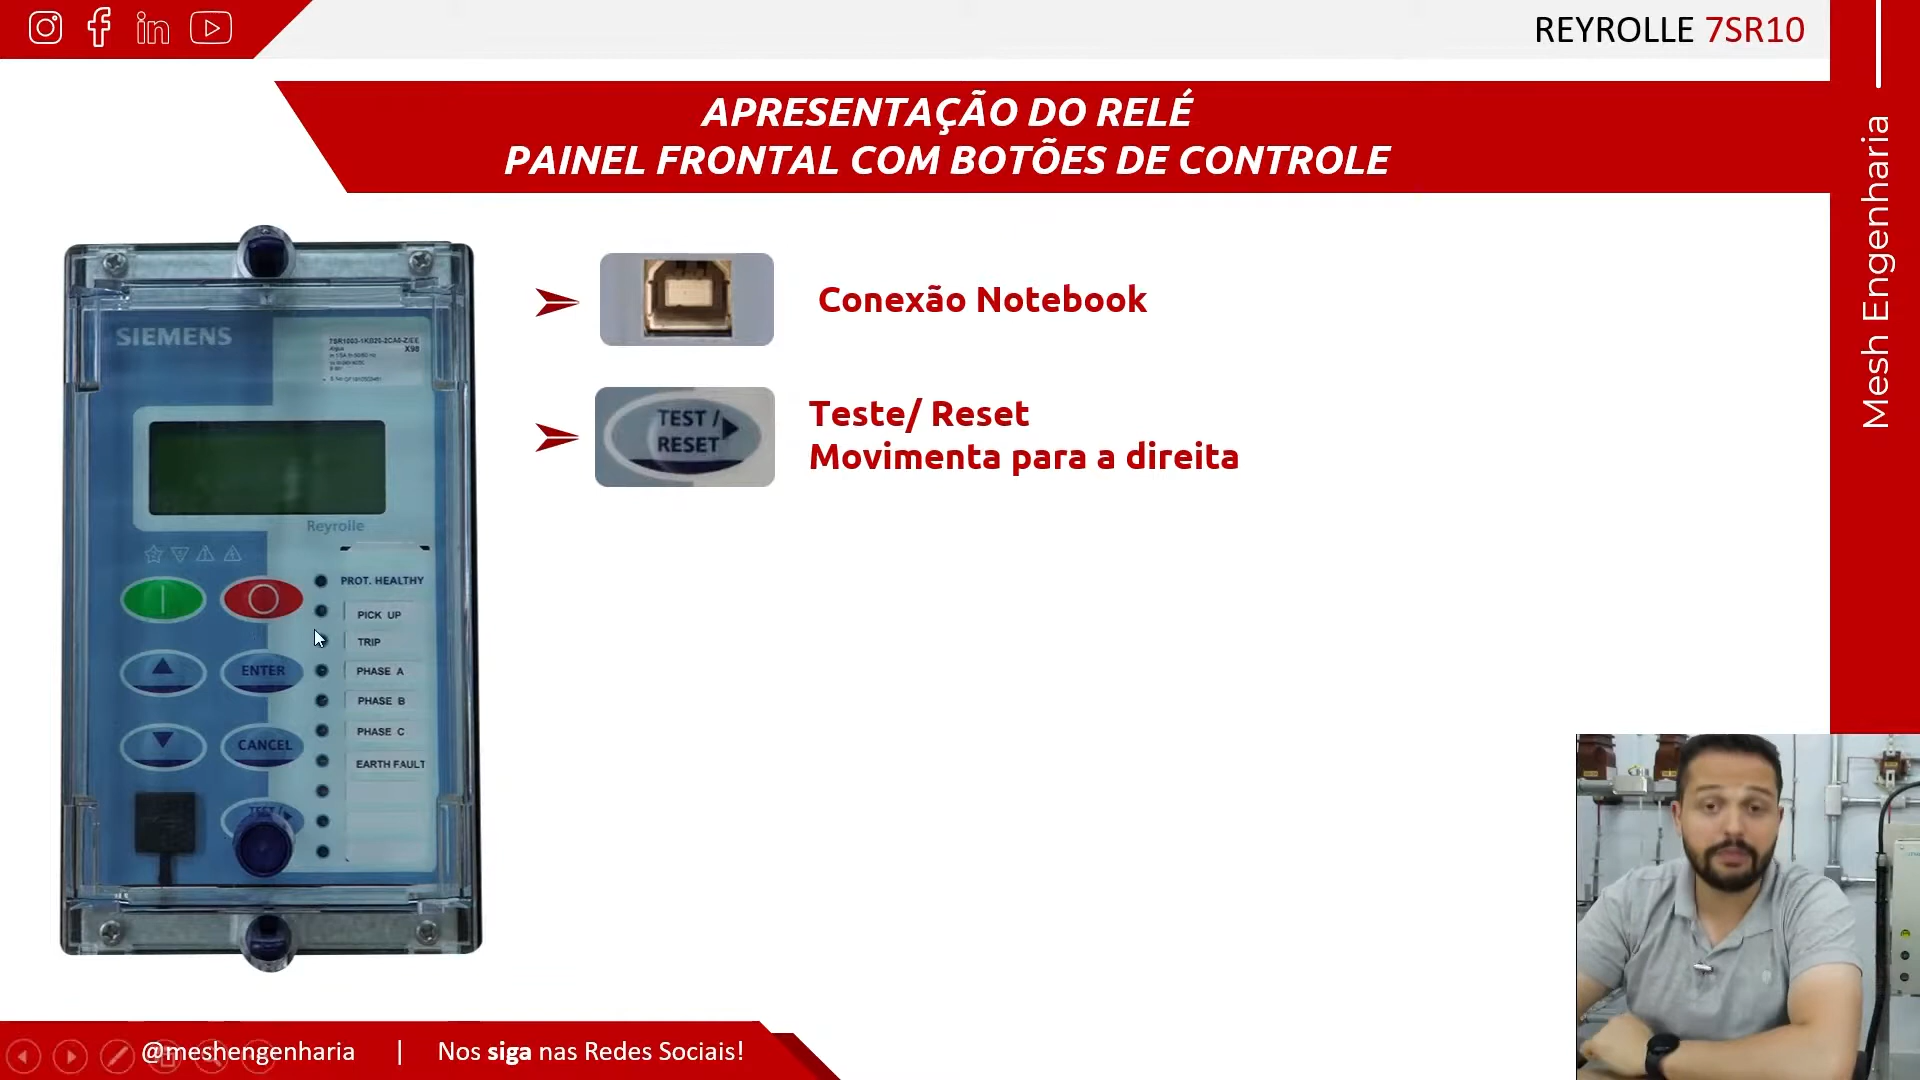 REYROLLE 7SR10
APRESENTAÇÃO DO RELÉ
PAINEL FRONTAL COM BOTÕES DE CONTROLE
Mesh Engenharia
Conexão Notebook
TEST /
RESET
Teste/ Reset
Movimenta para a direita
SIEMENS
X98
Reyrolle
PROT. HEALTHY
PICK UP
TRIP
PHASE A
ENTER
PHASE B
PHASE C
CANCEL
EARTH FAULT
TEST /
@meshengenharia | Nos siga nas Redes Sociais!